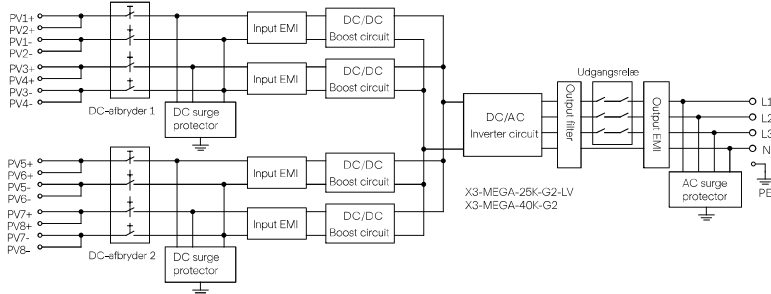 PV1+
PV2+
PV1-
PV2-
PV3+
PV4+
PV3-
PV4-
DC-afbryder 1
DC surge
protector
Input EMI
DC/DC
Boost circuit
Input EMI
DC/DC
Boost circuit
PV5+
PV6+
PV5-
PV6-
PV7+
PV8+
PV7-
PV8-
DC-afbryder 2
DC surge
protector
Input EMI
DC/DC
Boost circuit
Input EMI
DC/DC
Boost circuit
DC/AC
Inverter circuit
Output filter
Udgangsrelæ
Output EMI
L1
L2
L3
N
PE
AC surge
protector
X3-MEGA-25K-G2-LV
X3-MEGA-40K-G2